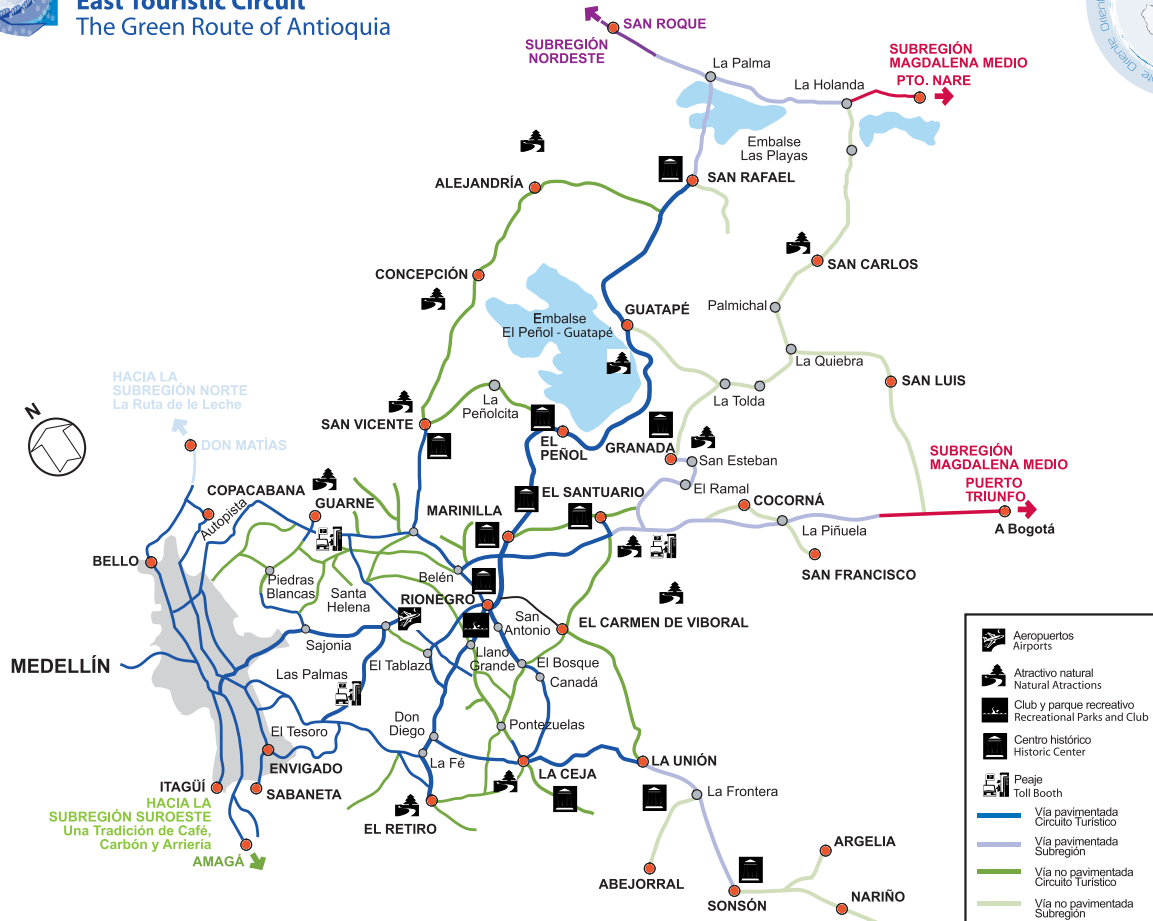 East Touristic Circuit
The Green Route of Antioquia
SAN ROQUE
SUBREGIÓN
NORDESTE
La Palma
SUBREGIÓN
MAGDALENA MEDIO
PTO. NARE
La Holanda
Oriente
Embalse
Las Playas
ALEJANDRÍA
SAN RAFAEL
CONCEPCIÓN
SAN CARLOS
Embalse
El Peñol - Guatapé
GUATAPÉ
Palmichal
La Quiebra
HACIA LA
SUBREGIÓN NORTE
La Ruta de le Leche
N
La
Peñolcita
La Tolda
SAN LUIS
SAN VICENTE
DON MATÍAS
EL
PEÑOL
GRANADA
San Esteban
SUBREGIÓN
MAGDALENA MEDIO
PUERTO
TRIUNFO
A Bogotá
COPACABANA
Autopista
GUARNE
EL SANTUARIO
El Ramal
COCORNÁ
MARINILLA
La Piñuela
BELLO
SAN FRANCISCO
Piedras
Blancas
Belén
Santa
Helena
RIONEGRO
San
Antonio
EL CARMEN DE VIBORAL
Sajonia
MEDELLÍN
El Tablazo
Llano
Grande
El Bosque
Canadá
Las Palmas
Don
Diego
Pontezuelas
El Tesoro
La Fé
ENVIGADO
LA CEJA
LA UNIÓN
ITAGÜÍ
SABANETA
HACIA LA
SUBREGIÓN SUROESTE
Una Tradición de Café,
Carbón y Arriería
AMAGÁ
EL RETIRO
La Frontera
ARGELIA
ABEJORRAL
SONSÓN
NARIÑO
Aeropuertos
Airports
Atractivo natural
Natural Atractions
Club y parque recreativo
Recreational Parks and Club
Centro histórico
Historic Center
Peaje
Toll Booth
Vía pavimentada
Circuito Turístico
Vía pavimentada
Subregión
Vía no pavimentada
Circuito Turístico
Vía no pavimentada
Subregión